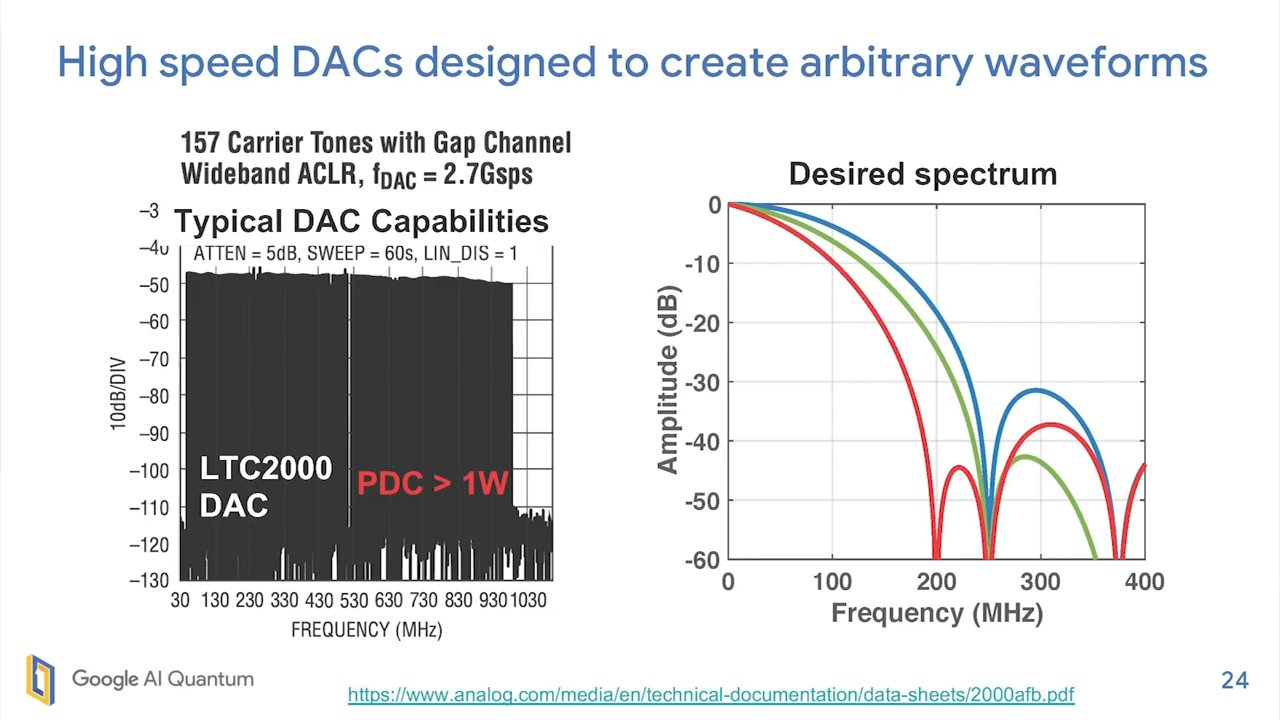 High speed DACs designed to create arbitrary waveforms
157 Carrier Tones with Gap Channel
Wideband ACLR, fDAC = 2.7Gsps
Typical DAC Capabilities
ATTEN = 5dB, SWEEP = 60s, LIN_DIS = 1
10dB/DIV
–3
–40
–50
–60
–70
–80
–90
–100
–110
–120
–130
LTC2000
DAC
PDC > 1W
30 130 230 330 430 530 630 730 830 930 1030
FREQUENCY (MHz)
Desired spectrum
Amplitude (dB)
0
-10
-20
-30
-40
-50
-60
0 100 200 300 400
Frequency (MHz)
Google AI Quantum
https://www.analog.com/media/en/technical-documentation/data-sheets/2000afb.pdf
24